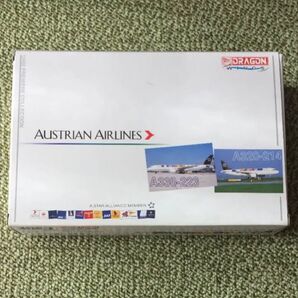 DRAGON
AUSTRIAN AIRLINES
A330-223
A320-214
A STAR ALLIANCE MEMBER